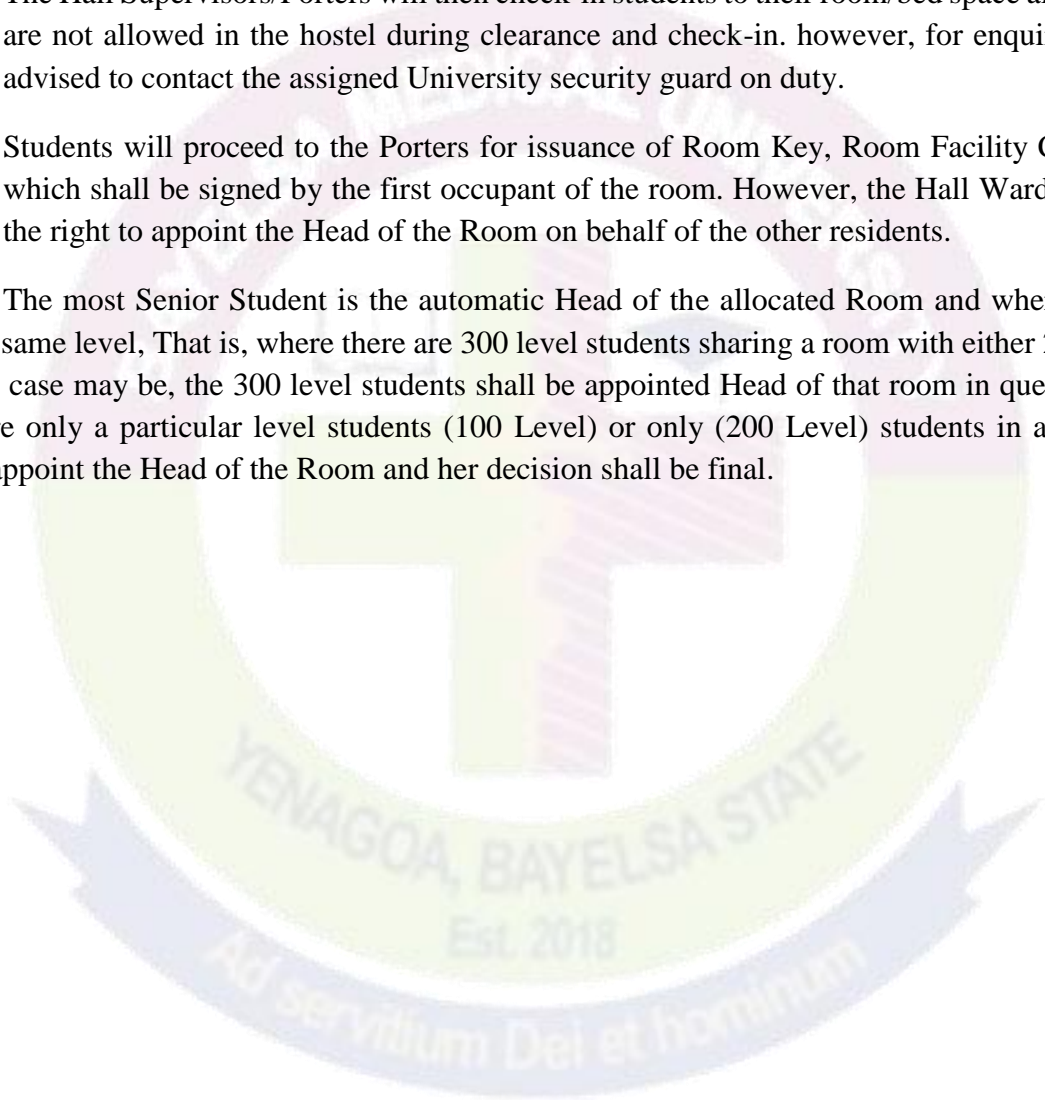 The Hall Supervisors/Porters will then check-in students to their room/bed space
are not allowed in the hostel during clearance and check-in. however, for
advised to contact the assigned University security guard on duty.
Students will proceed to the Porters for issuance of Room Key, Room Facility
which shall be signed by the first occupant of the room. However, the Hall
the right to appoint the Head of the Room on behalf of the other residents.
The most Senior Student is the automatic Head of the allocated Room and
same level, That is, where there are 300 level students sharing a room with either
case may be, the 300 level students shall be appointed Head of that room in
only a particular level students (100 Level) or only (200 Level) students in
appoint the Head of the Room and her decision shall be final.
BAYELSA MEDICAL UNIVERSITY
YENAGOA, BAYELSA STATE
Est. 2018
Ad servitium Dei et hominum